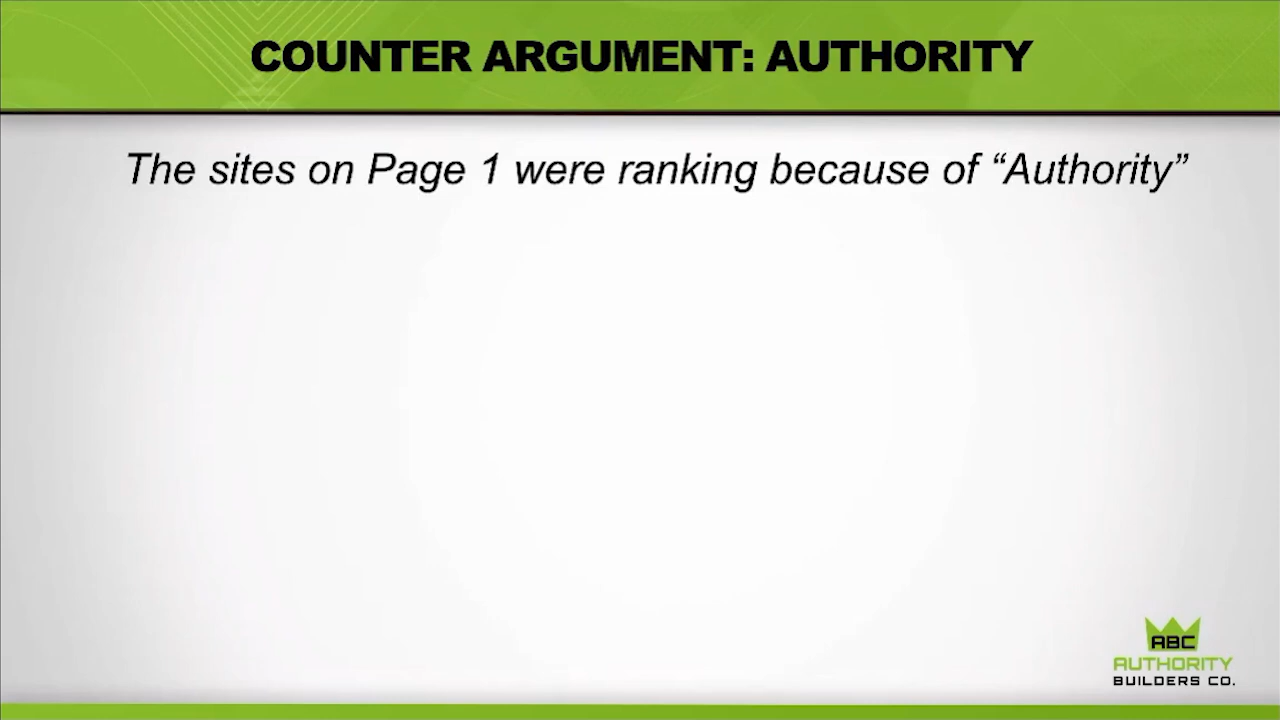 COUNTER ARGUMENT: AUTHORITY
The sites on Page 1 were ranking because of “Authority”
ABC
AUTHORITY
BUILDERS CO.